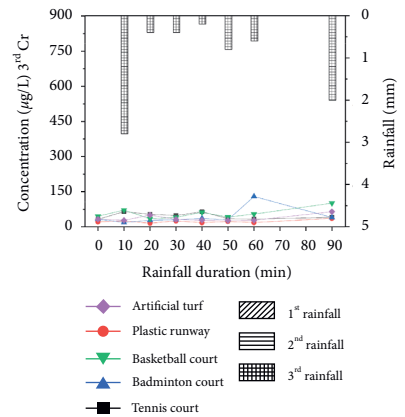 900
750
600
450
300
150
0
Concentration (μg/L) 3rd Cr
0
1
2
3
4
5
Rainfall (mm)
0 10 20 30 40 50 60 70 80 90
Rainfall duration (min)
Artificial turf
Plastic runway
Basketball court
Badminton court
Tennis court
1st rainfall
2nd rainfall
3rd rainfall